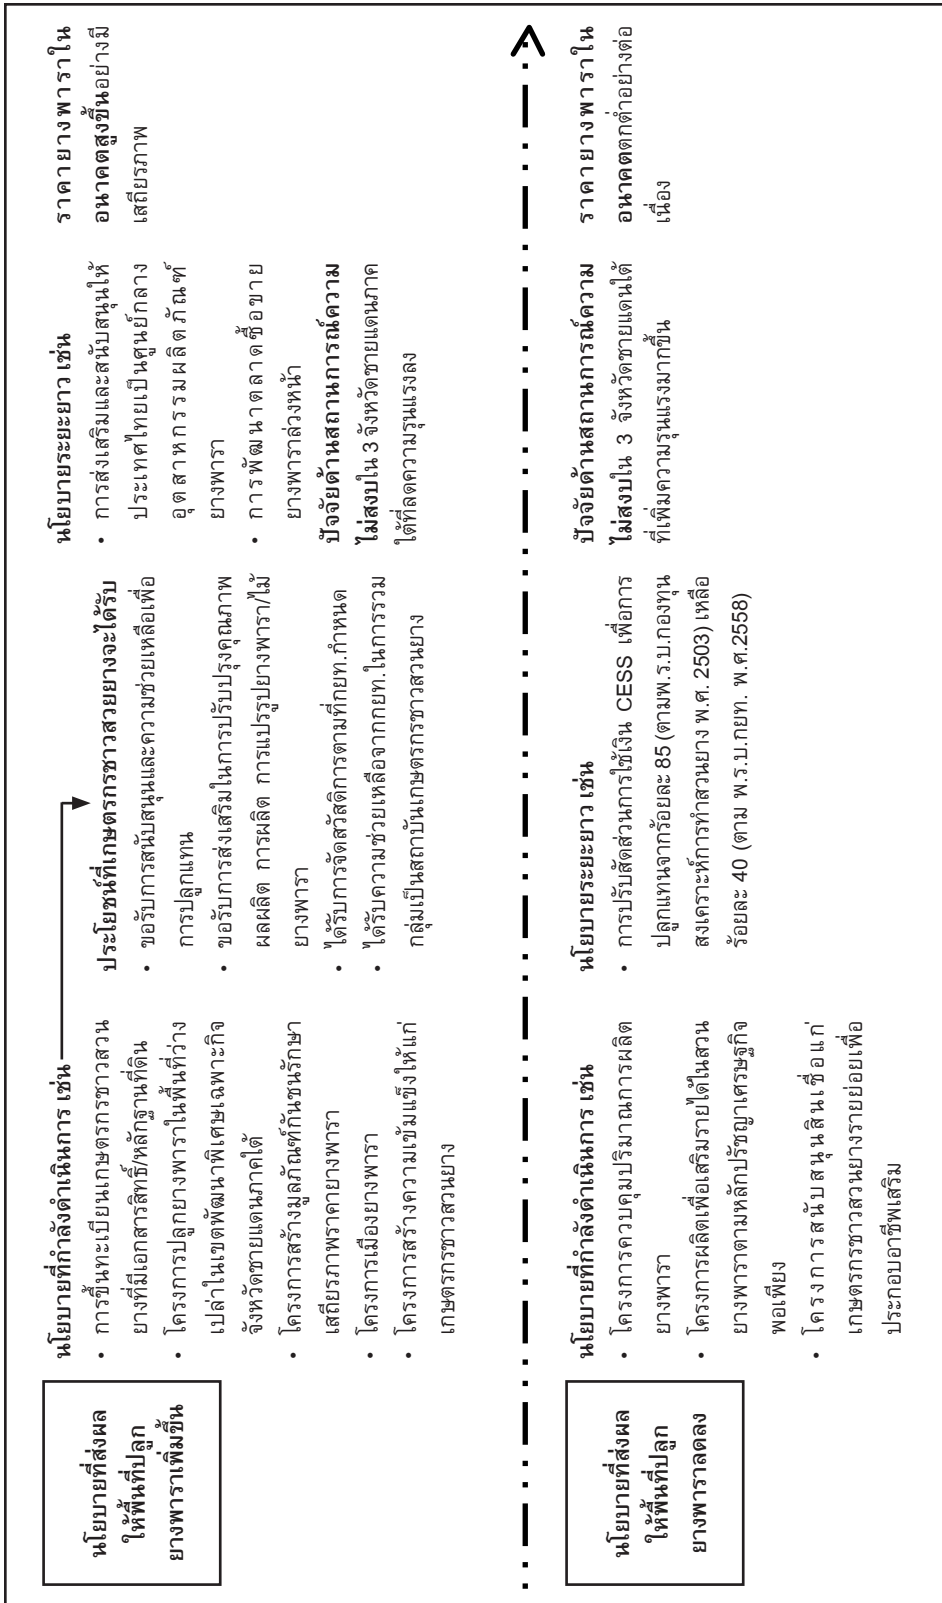 นโยบายที่ส่งผล
ให้พื้นที่ปลูก
ยางพาราเพิ่มขึ้น
นโยบายที่กำลังดำเนินการ เช่น
• การขึ้นทะเบียนเกษตรกรชาวสวน
ยางที่มีเอกสารสิทธิ์/หลักฐานที่ดิน
• โครงการปลูกยางพาราในพื้นที่ว่าง
เปล่าในเขตพัฒนาพิเศษเฉพาะกิจ
จังหวัดชายแดนภาคใต้
• โครงการสร้างมูลภัณฑ์กันชนรักษา
เสถียรภาพราคายางพารา
• โครงการเมืองยางพารา
• โครงการสร้างความเข้มแข็งให้แก่
เกษตรกรชาวสวนยาง
ประโยชน์ที่เกษตรกรชาวสวยยางจะได้รับ
• ขอรับการสนับสนุนและความช่วยเหลือเพื่อ
การปลูกแทน
• ขอรับการส่งเสริมในการปรับปรุงคุณภาพ
ผลผลิต การผลิต การแปรรูปยางพารา/ไม้
ยางพารา
• ได้รับการจัดสวัสดิการตามที่กยท.กำหนด
• ได้รับความช่วยเหลือจากกยท.ในการรวม
กลุ่มเป็นสถาบันเกษตรกรชาวสวนยาง
นโยบายระยะยาว เช่น
• การส่งเสริมและสนับสนุนให้
ประเทศไทยเป็นศูนย์กลาง
อุตสาหกรรมผลิตภัณฑ์
ยางพารา
• การพัฒนาตลาดซื้อขาย
ยางพาราล่วงหน้า
ปัจจัยด้านสถานการณ์ความ
ไม่สงบใน 3 จังหวัดชายแดนภาค
ใต้ที่ลดความรุนแรงลง
ราคายางพาราใน
อนาคตสูงขึ้นอย่างมี
เสถียรภาพ
นโยบายที่ส่งผล
ให้พื้นที่ปลูก
ยางพาราลดลง
นโยบายที่กำลังดำเนินการ เช่น
• โครงการควบคุมปริมาณการผลิต
ยางพารา
• โครงการผลิตเพื่อเสริมรายได้ในสวน
ยางพาราตามหลักปรัชญาเศรษฐกิจ
พอเพียง
• โครงการสนับสนุนสินเชื่อแก่
เกษตรกรชาวสวนยางรายย่อยเพื่อ
ประกอบอาชีพเสริม
นโยบายระยะยาว เช่น
• การปรับสัดส่วนการใช้เงิน CESS เพื่อการ
ปลูกแทนจากร้อยละ 85 (ตามพ.ร.บ.กองทุน
สงเคราะห์การทำสวนยาง พ.ศ. 2503) เหลือ
ร้อยละ 40 (ตาม พ.ร.บ.กยท. พ.ศ.2558)
ปัจจัยด้านสถานการณ์ความ
ไม่สงบใน 3 จังหวัดชายแดนใต้
ที่เพิ่มความรุนแรงมากขึ้น
ราคายางพาราใน
อนาคตตกต่ำอย่างต่อ
เนื่อง